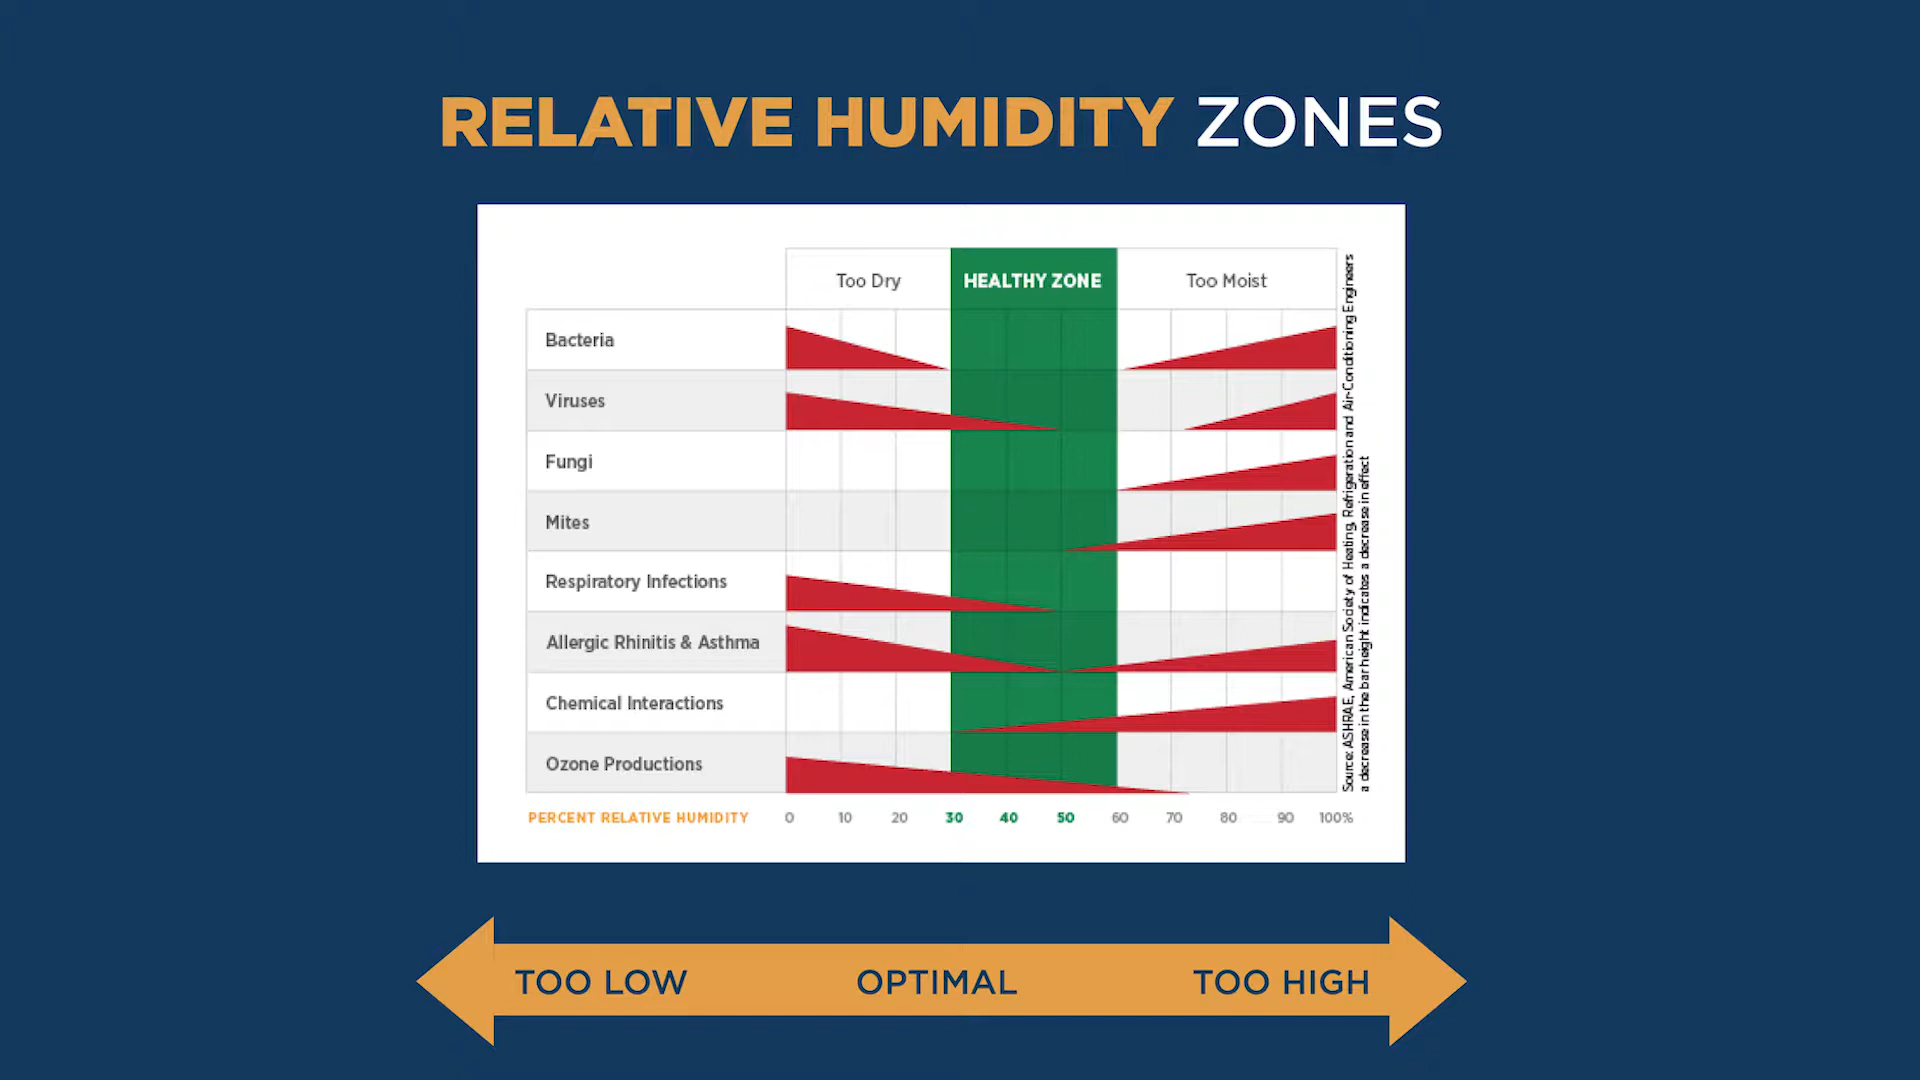 RELATIVE HUMIDITY ZONES
Too Dry
HEALTHY ZONE
Too Moist
Bacteria
Viruses
Fungi
Mites
Respiratory Infections
Allergic Rhinitis & Asthma
Chemical Interactions
Ozone Productions
PERCENT RELATIVE HUMIDITY 0 10 20 30 40 50 60 70 80 90 100%
Source: ASHRAE, American Society of Heating, Refrigeration and Air-Conditioning Engineers
a decrease in the bar height indicates a decrease in effect
TOO LOW OPTIMAL TOO HIGH